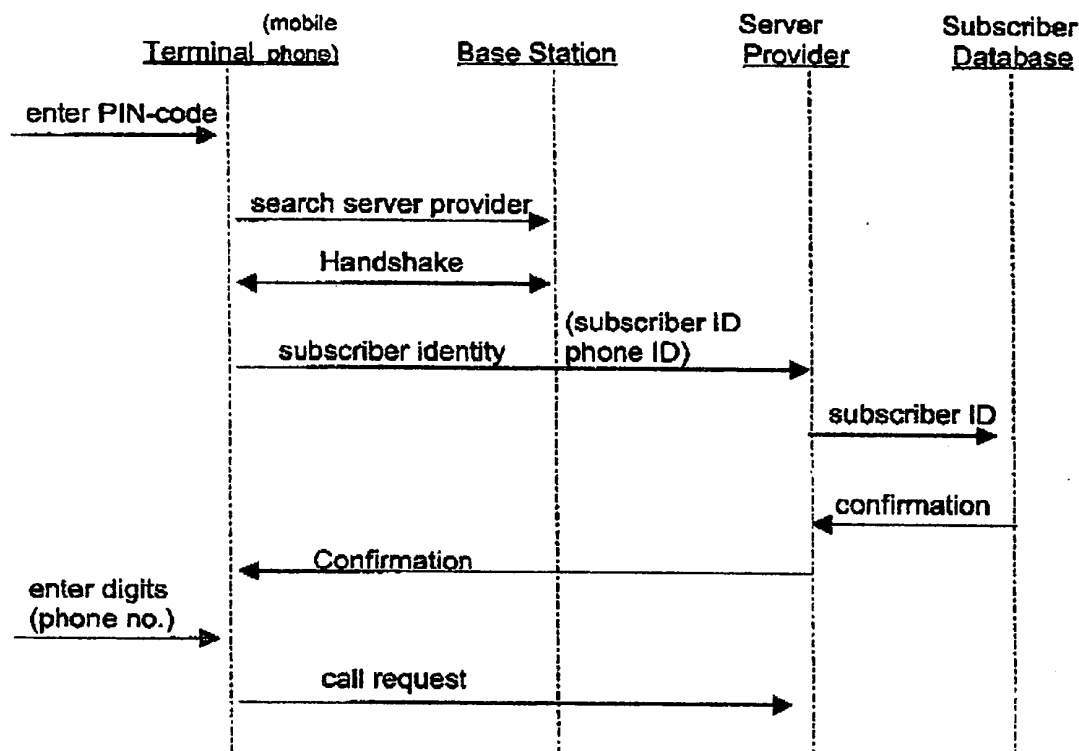 (mobile
Terminal phone)
Base Station
Server
Provider
Subscriber
Database
enter PIN-code
search server provider
Handshake
subscriber identity
(subscriber ID
phone ID)
subscriber ID
confirmation
Confirmation
enter digits
(phone no.)
call request